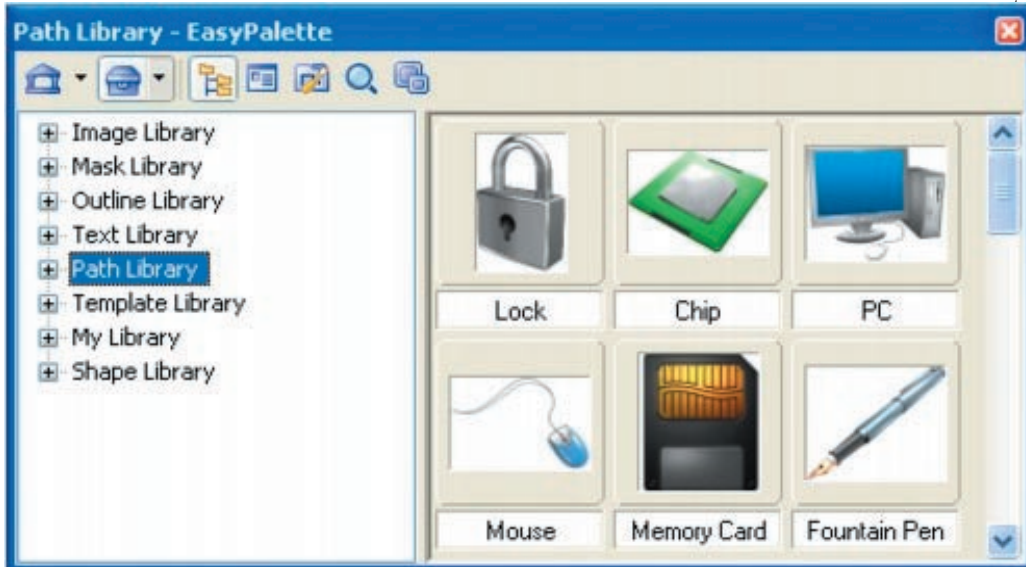 Path Library - EasyPalette
Image Library
Mask Library
Outline Library
Text Library
Path Library
Template Library
My Library
Shape Library
Lock
Chip
PC
Mouse
Memory Card
Fountain Pen